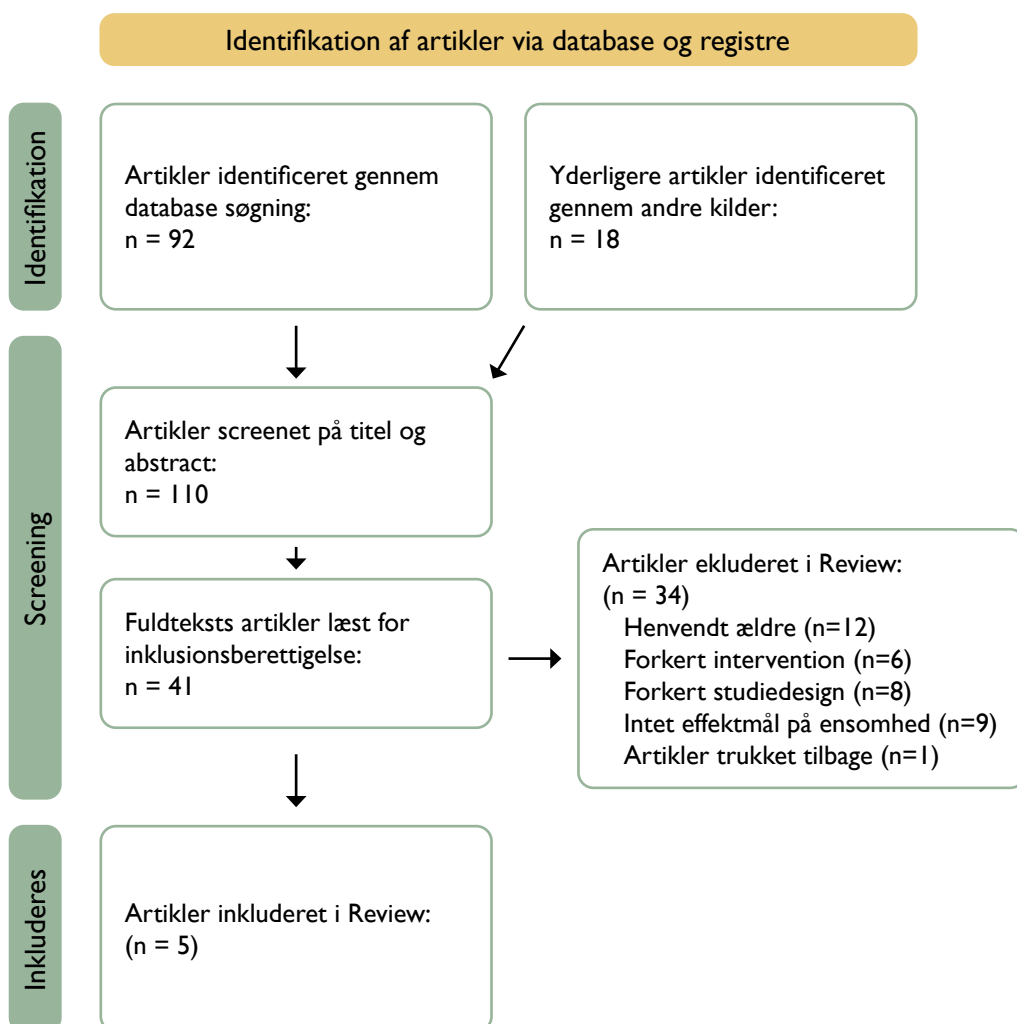 Identifikation af artikler via database og registre
Identifikation
Artikler identificeret gennem
database søgning:
n = 92
Yderligere artikler identificeret
gennem andre kilder:
n = 18
Screening
Artikler screenet på titel og
abstract:
n = 110
Fuldteksts artikler læst for
inklusionsberettigelse:
n = 41
Artikler ekluderet i Review:
(n = 34)
Henvendt ældre (n=12)
Forkert intervention (n=6)
Forkert studiedesign (n=8)
Intet effektmål på ensomhed (n=9)
Artikler trukket tilbage (n=1)
Inkluderes
Artikler inkluderet i Review:
(n = 5)